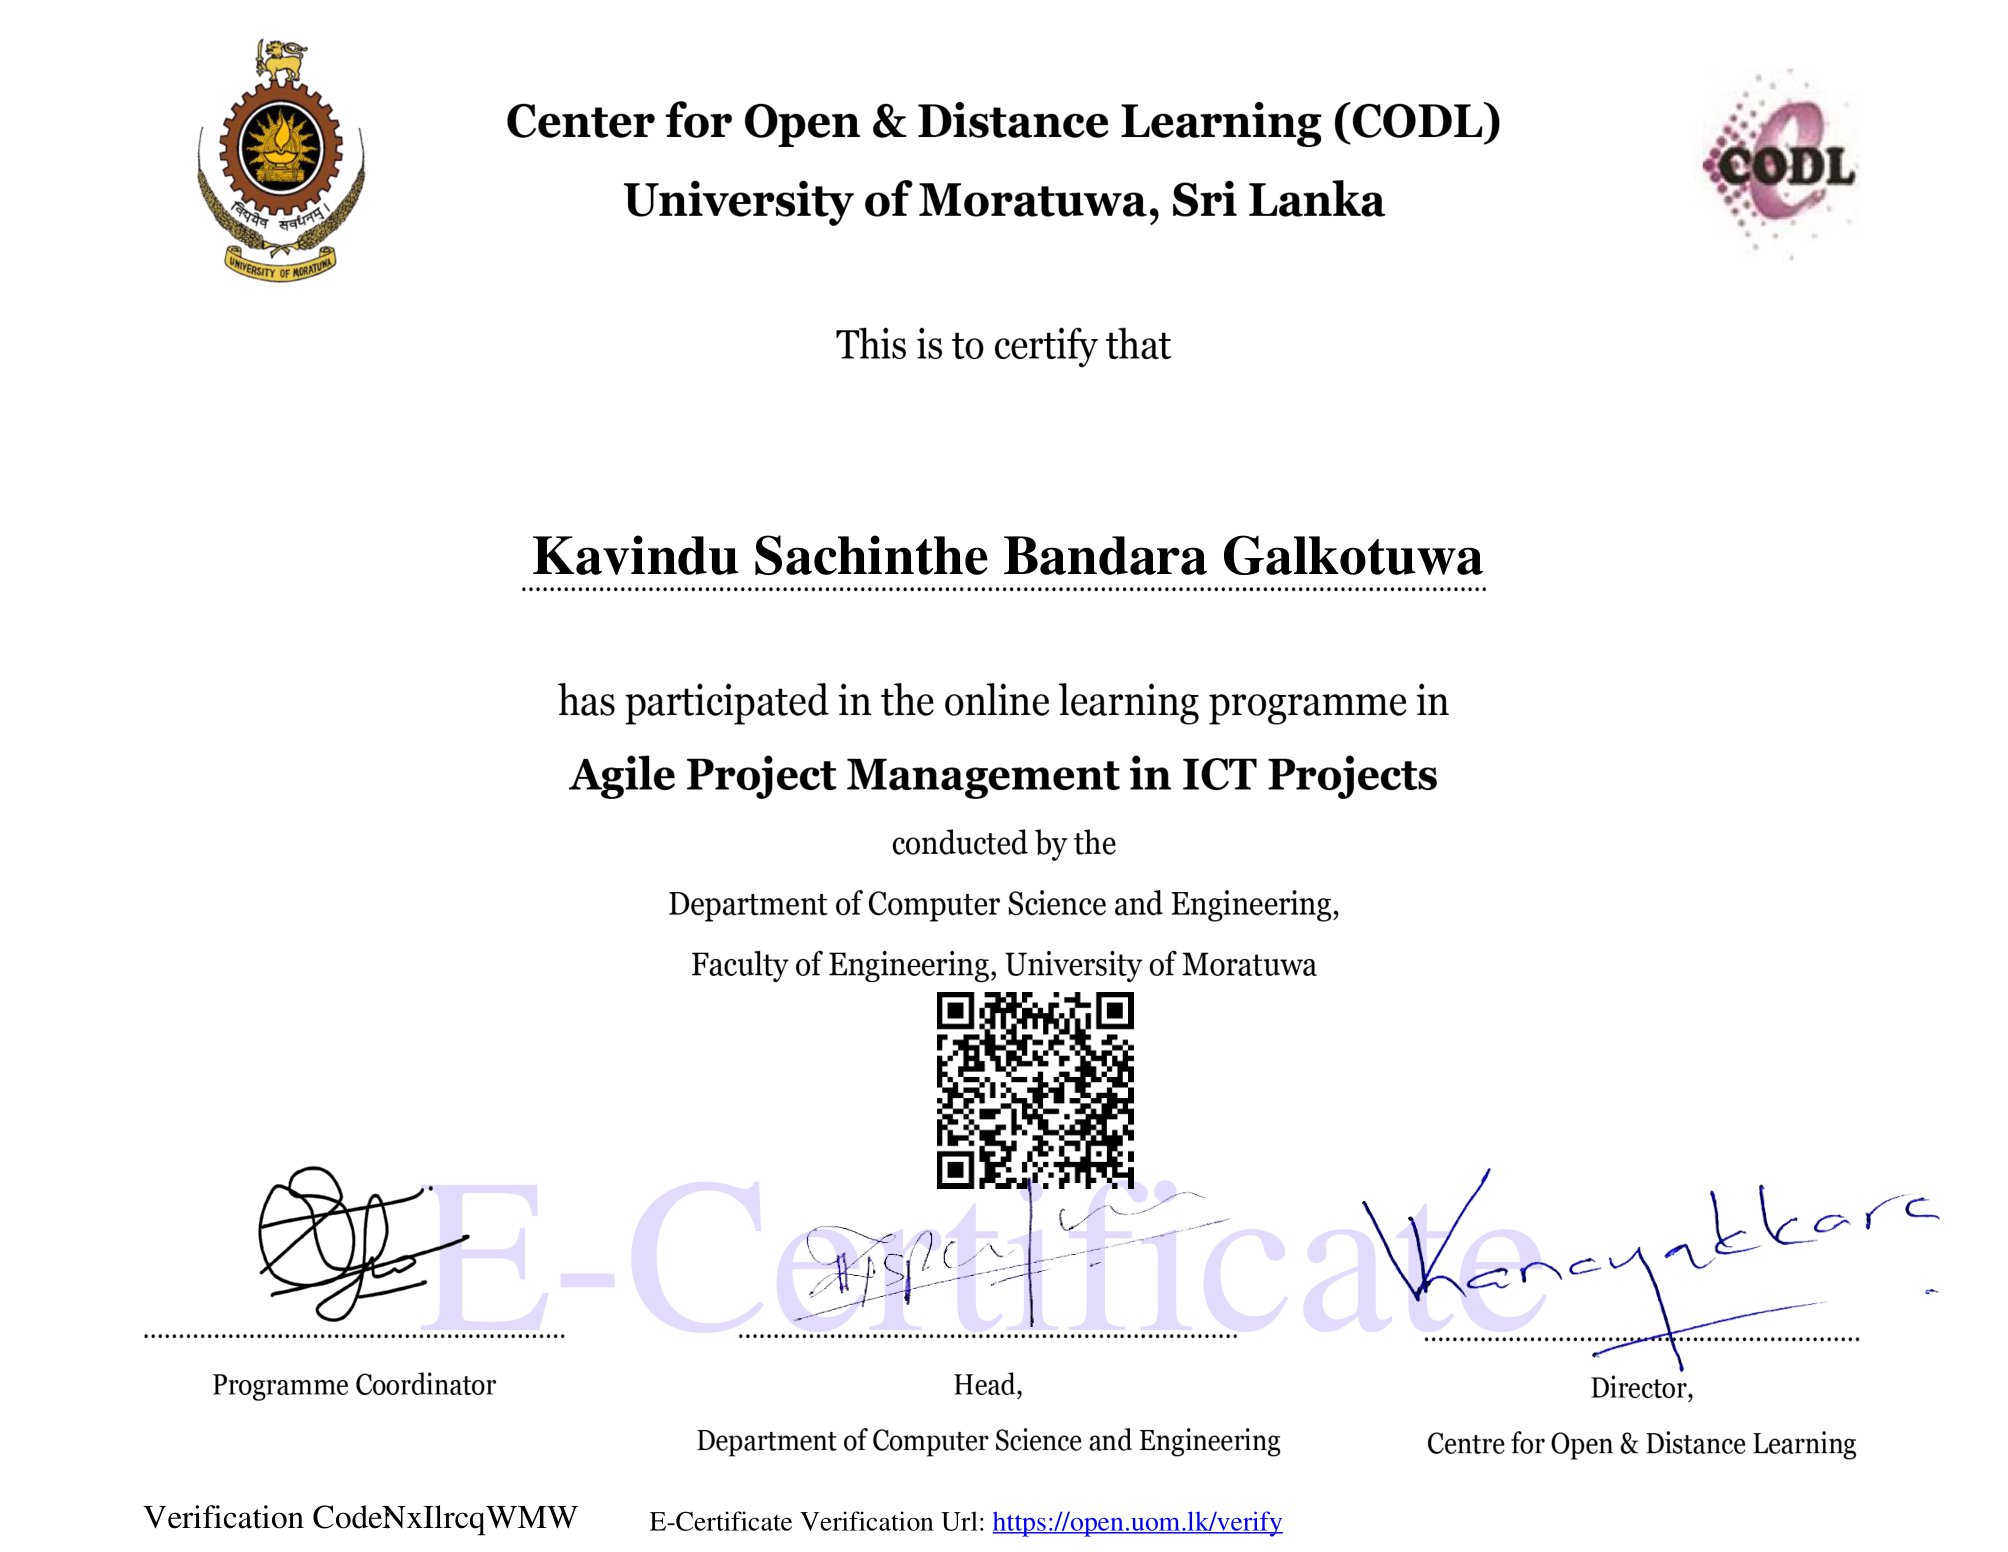 Center for Open & Distance Learning (CODL)
University of Moratuwa, Sri Lanka
CODL
विद्ययैव सर्वधनम्।
UNIVERSITY OF MORATUWA
This is to certify that
Kavindu Sachinthe Bandara Galkotuwa
has participated in the online learning programme in
Agile Project Management in ICT Projects
conducted by the
Department of Computer Science and Engineering,
Faculty of Engineering, University of Moratuwa
E-Certificate
Programme Coordinator
Head,
Department of Computer Science and Engineering
Director,
Centre for Open & Distance Learning
Verification Code:NxIlrcqWMW
E-Certificate Verification Url: https://open.uom.lk/verify